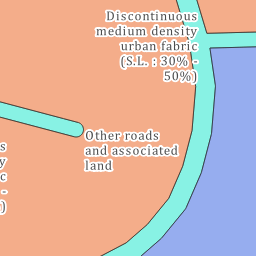 Discontinuous
medium density
urban fabric
(S.L. : 30% -
50%)
Other roads
and associated
land
s
y
c
-
)